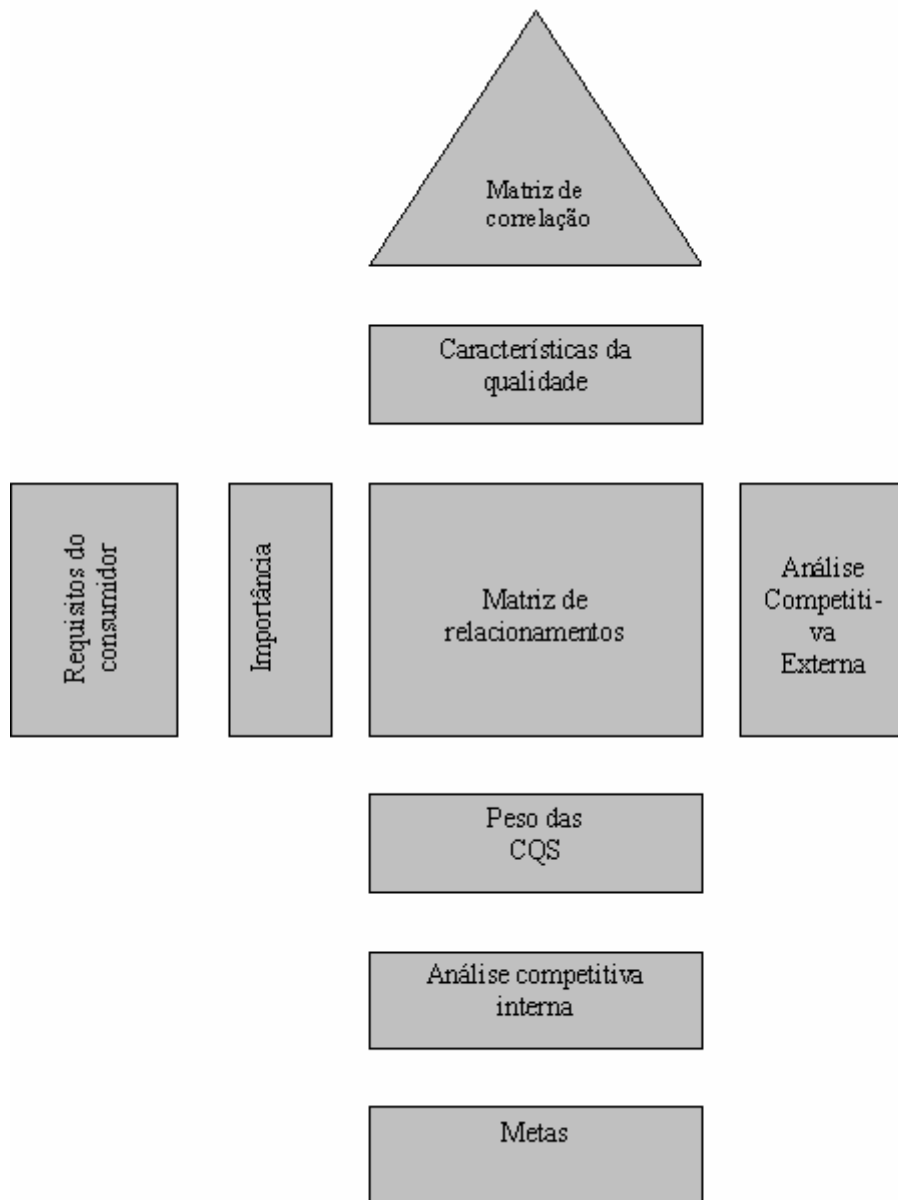 Matriz de
correlação
Características da
qualidade
Requisitos do
consumidor
Importância
Matriz de
relacionamentos
Análise
Competiti-
va
Externa
Peso das
CQS
Análise competitiva
interna
Metas